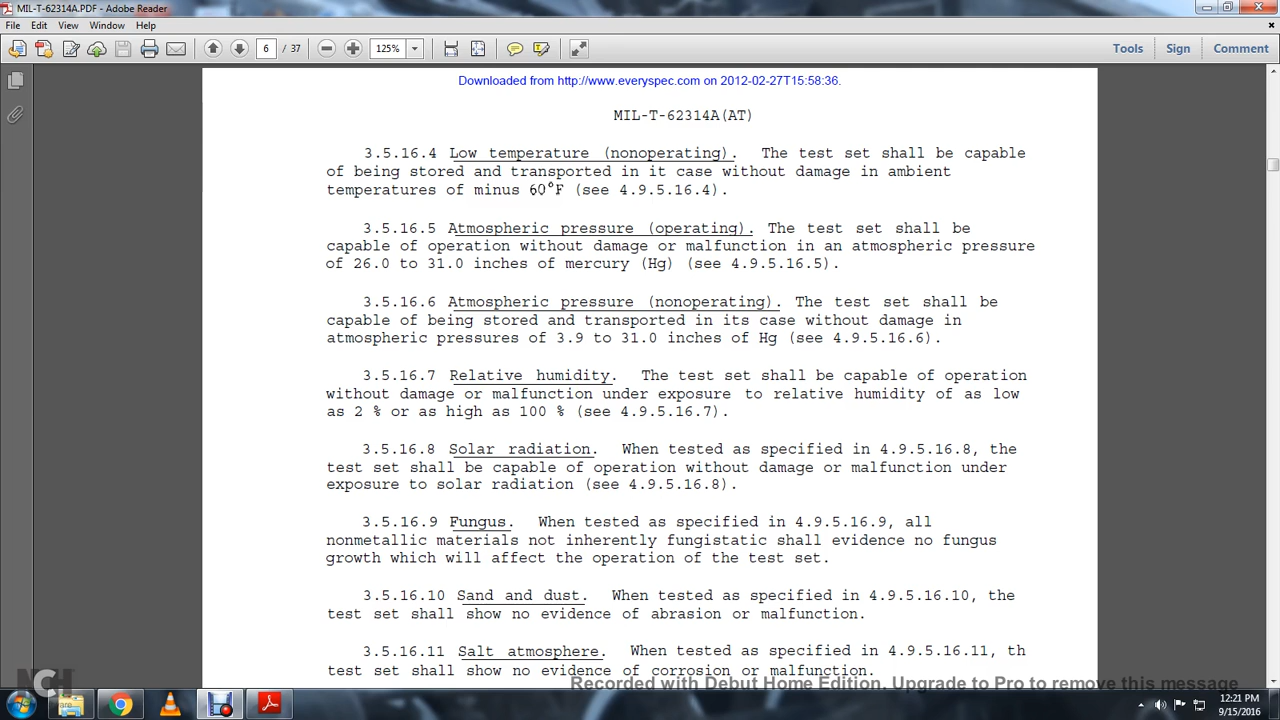 MIL-T-62314A.PDF - Adobe Reader
File Edit View Window Help
6 / 37 125% Tools Sign Comment
Downloaded from http://www.everyspec.com on 2012-02-27T15:58:36.
MIL-T-62314A(AT)
3.5.16.4 Low temperature (nonoperating). The test set shall be capable
of being stored and transported in it case without damage in ambient
temperatures of minus 60°F (see 4.9.5.16.4).
3.5.16.5 Atmospheric pressure (operating). The test set shall be
capable of operation without damage or malfunction in an atmospheric pressure
of 26.0 to 31.0 inches of mercury (Hg) (see 4.9.5.16.5).
3.5.16.6 Atmospheric pressure (nonoperating). The test set shall be
capable of being stored and transported in its case without damage in
atmospheric pressures of 3.9 to 31.0 inches of Hg (see 4.9.5.16.6).
3.5.16.7 Relative humidity. The test set shall be capable of operation
without damage or malfunction under exposure to relative humidity of as low
as 2 % or as high as 100 % (see 4.9.5.16.7).
3.5.16.8 Solar radiation. When tested as specified in 4.9.5.16.8, the
test set shall be capable of operation without damage or malfunction under
exposure to solar radiation (see 4.9.5.16.8).
3.5.16.9 Fungus. When tested as specified in 4.9.5.16.9, all
nonmetallic materials not inherently fungistatic shall evidence no fungus
growth which will affect the operation of the test set.
3.5.16.10 Sand and dust. When tested as specified in 4.9.5.16.10, the
test set shall show no evidence of abrasion or malfunction.
3.5.16.11 Salt atmosphere. When tested as specified in 4.9.5.16.11, th
test set shall show no evidence of corrosion or malfunction.
Recorded with Debut Home Edition. Upgrade to Pro to remove this message
12:21 PM
9/15/2016